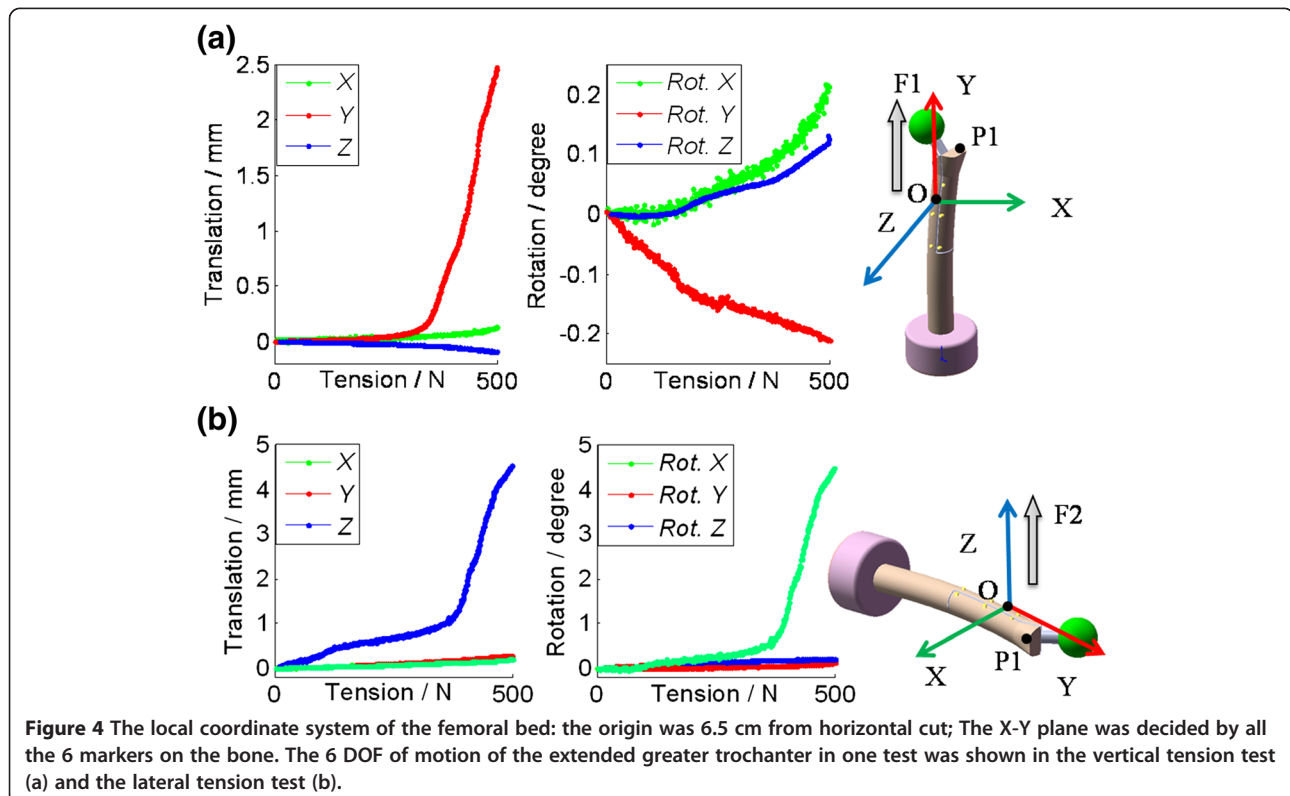 (a)
2.5
2
1.5
1
0.5
0
Translation / mm
X
Y
Z
0 Tension / N 500
0.2
0.1
0
-0.1
-0.2
Rotation / degree
Rot. X
Rot. Y
Rot. Z
0 Tension / N 500
F1 Y
P1
O
Z X
(b)
5
4
3
2
1
0
Translation / mm
X
Y
Z
0 Tension / N 500
5
4
3
2
1
0
Rotation / degree
Rot. X
Rot. Y
Rot. Z
0 Tension / N 500
F2
Z
O
P1
X Y
Figure 4 The local coordinate system of the femoral bed: the origin was 6.5 cm from horizontal cut; The X-Y plane was decided by all
the 6 markers on the bone. The 6 DOF of motion of the extended greater trochanter in one test was shown in the vertical tension test
(a) and the lateral tension test (b).